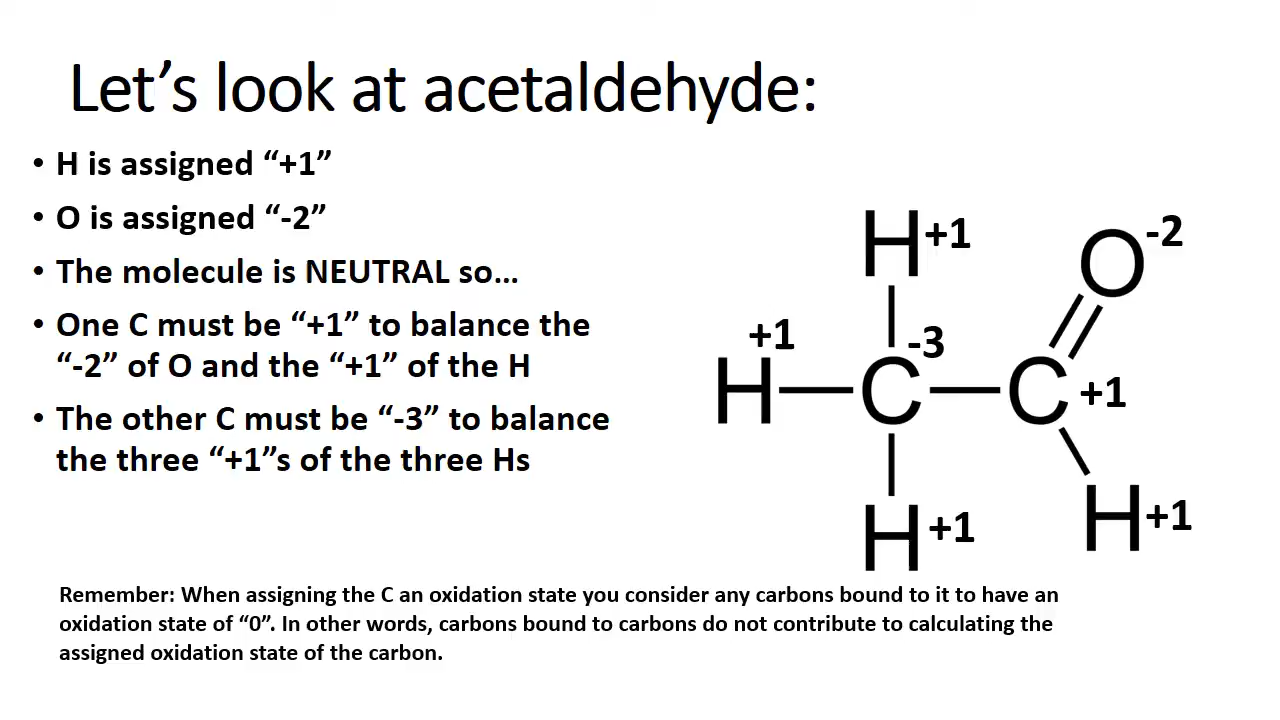 Let’s look at acetaldehyde:
• H is assigned “+1”
• O is assigned “-2”
• The molecule is NEUTRAL so…
• One C must be “+1” to balance the
“-2” of O and the “+1” of the H
• The other C must be “-3” to balance
the three “+1”s of the three Hs
H +1
O -2
+1
-3
H C C +1
H +1
H +1
Remember: When assigning the C an oxidation state you consider any carbons bound to it to have an
oxidation state of “0”. In other words, carbons bound to carbons do not contribute to calculating the
assigned oxidation state of the carbon.